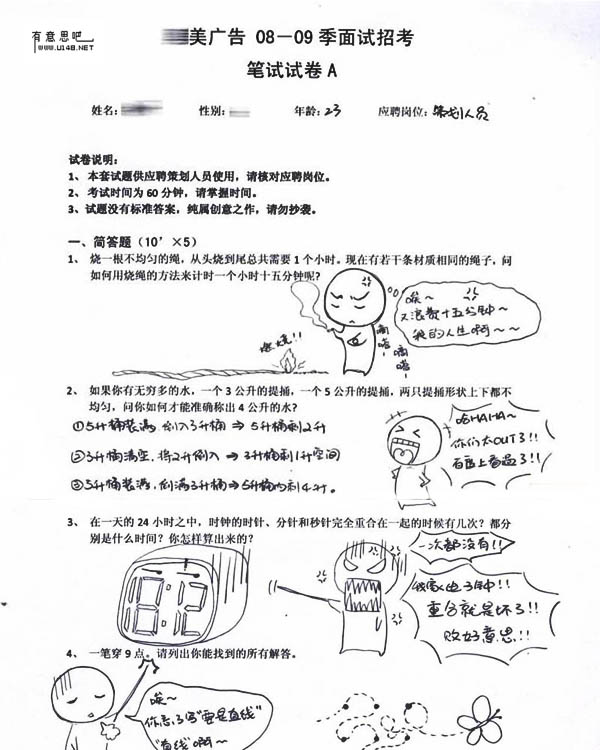 有意思吧
www.U148.NET
美广告 08－09 季面试招考
笔试试卷 A
姓名:
性别:
年龄: 23
应聘岗位: 策划人员
试卷说明:
1、 本套试题供应聘策划人员使用，请核对应聘岗位。
2、 考试时间为 60 分钟，请掌握时间。
3、试题没有标准答案，纯属创意之作，请勿抄袭。
一、简答题（10’×5）
1、 烧一根不均匀的绳，从头烧到尾总共需要 1 个小时。现在有若干条材质相同的绳子，问
如何用烧绳的方法来计时一个小时十五分钟呢?
唉~
又浪费十五分钟~
我的人生啊~~
燃烧!!
滴嗒
滴嗒
2、 如果你有无穷多的水，一个 3 公升的提捅，一个 5 公升的提捅，两只提捅形状上下都不
均匀，问你如何才能准确称出 4 公升的水?
①5升桶装满 倒入3升桶 ⇒ 5升桶剩2升
②3升桶清空, 将2升倒入 ⇒ 3升桶剩1升空间
③5升桶装满, 倒满3升桶⇒5升桶内剩4升。
哈HAHA~
你们太OUT了!!
百度上看过了!!
3、 在一天的 24 小时之中，时钟的时针、分针和秒针完全重合在一起的时候有几次? 都分
别是什么时间? 你怎样算出来的?
一次都没有!!
我家电子钟!!
重合就是坏了!!
败好意思!!
4、 一笔穿 9 点。请列出你能找到的所有解答。
唉~
你忘了写"要是直线"
"直线"啊~